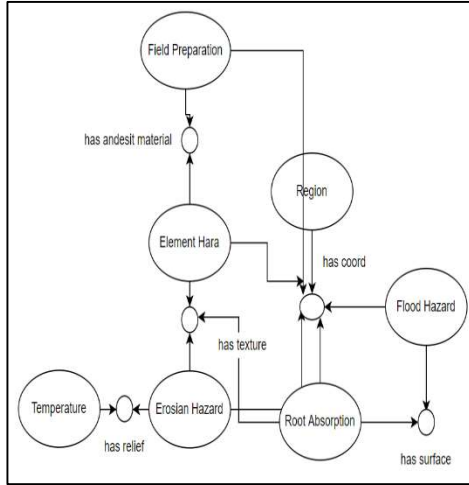 Field Preparation
has andesit material
Region
Element Hara
has coord
Flood Hazard
has texture
Temperature
Erosian Hazard
Root Absorption
has relief
has surface